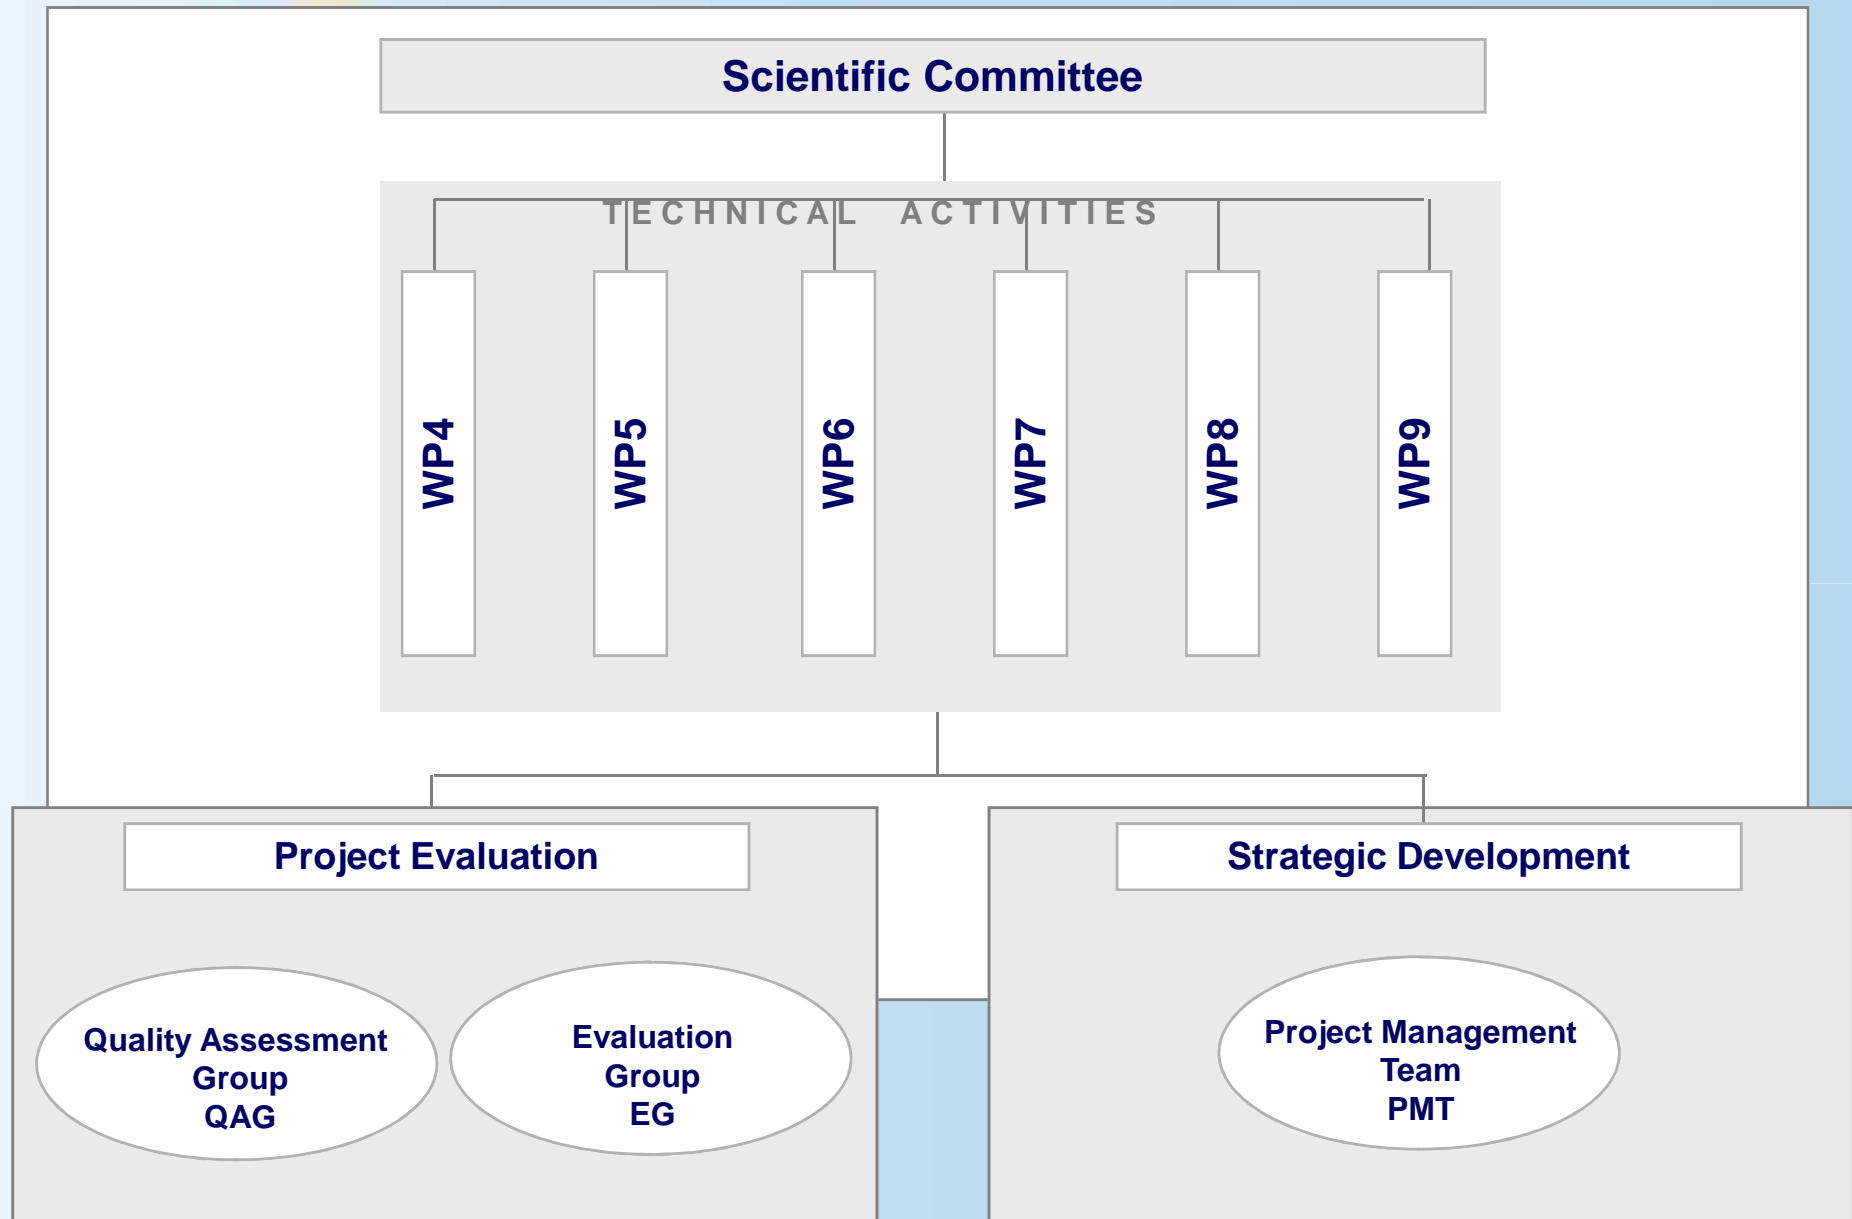 Scientific Committee
TECHNICAL ACTIVITIES
WP4
WP5
WP6
WP7
WP8
WP9
Project Evaluation
Strategic Development
Quality Assessment
Group
QAG
Evaluation
Group
EG
Project Management
Team
PMT